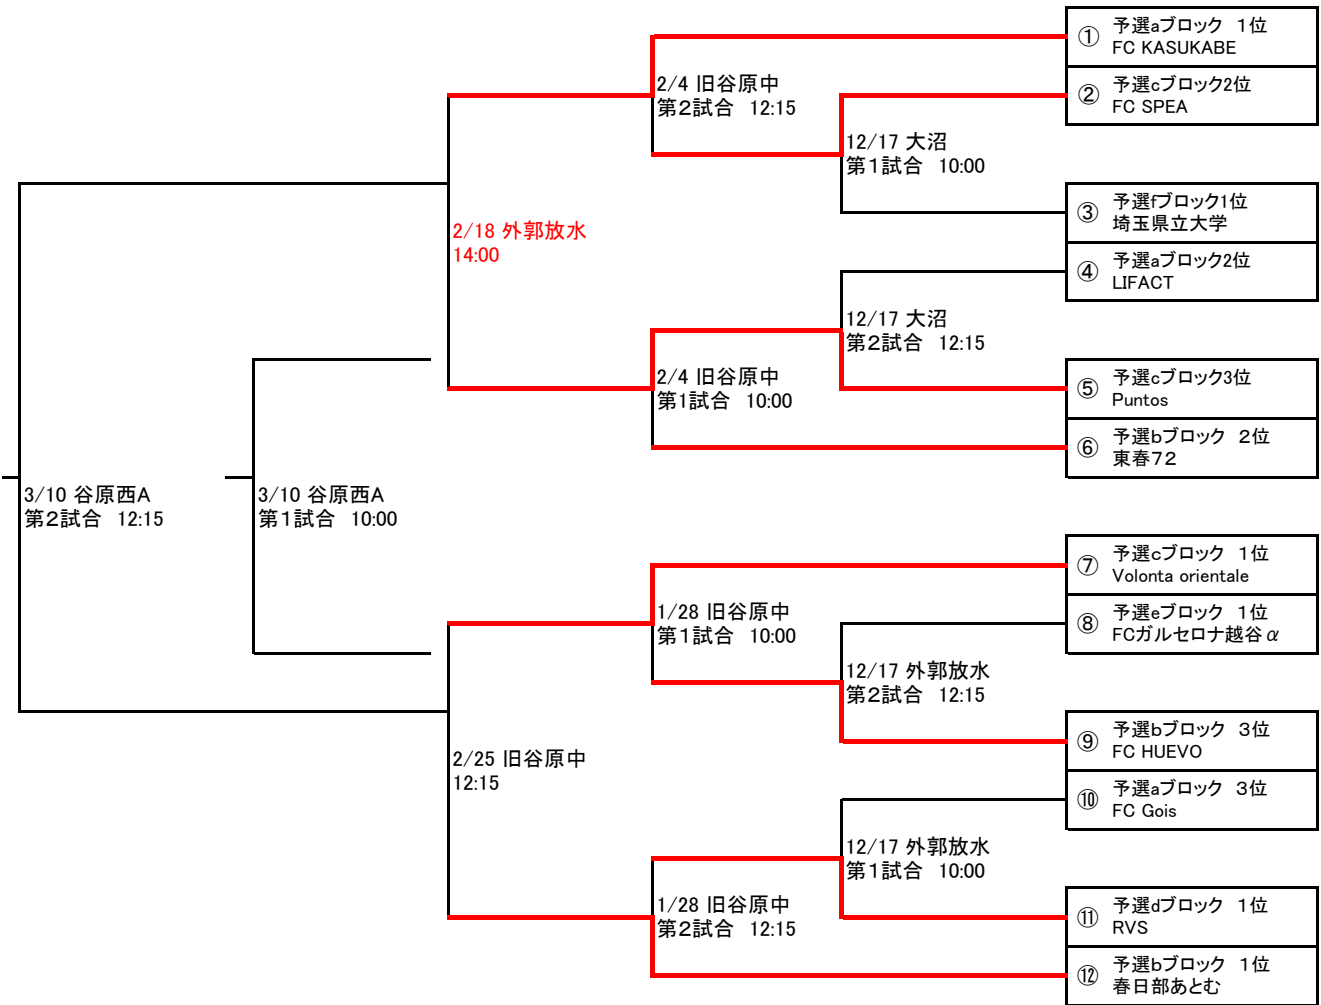 ① 予選aブロック　1位
FC KASUKABE
② 予選cブロック2位
FC SPEA
2/4 旧谷原中
第2試合　12:15
12/17 大沼
第1試合　10:00
③ 予選fブロック1位
埼玉県立大学
④ 予選aブロック2位
LIFACT
2/18 外郭放水
14:00
12/17 大沼
第2試合　12:15
2/4 旧谷原中
第1試合　10:00
⑤ 予選cブロック3位
Puntos
⑥ 予選bブロック　2位
東春72
3/10 谷原西A
第2試合　12:15
3/10 谷原西A
第1試合　10:00
⑦ 予選cブロック　1位
Volonta orientale
⑧ 予選eブロック　1位
FCガルセロナ越谷α
1/28 旧谷原中
第1試合　10:00
12/17 外郭放水
第2試合　12:15
⑨ 予選bブロック　3位
FC HUEVO
⑩ 予選aブロック　3位
FC Gois
2/25 旧谷原中
12:15
12/17 外郭放水
第1試合　10:00
1/28 旧谷原中
第2試合　12:15
⑪ 予選dブロック　1位
RVS
⑫ 予選bブロック　1位
春日部あとむ